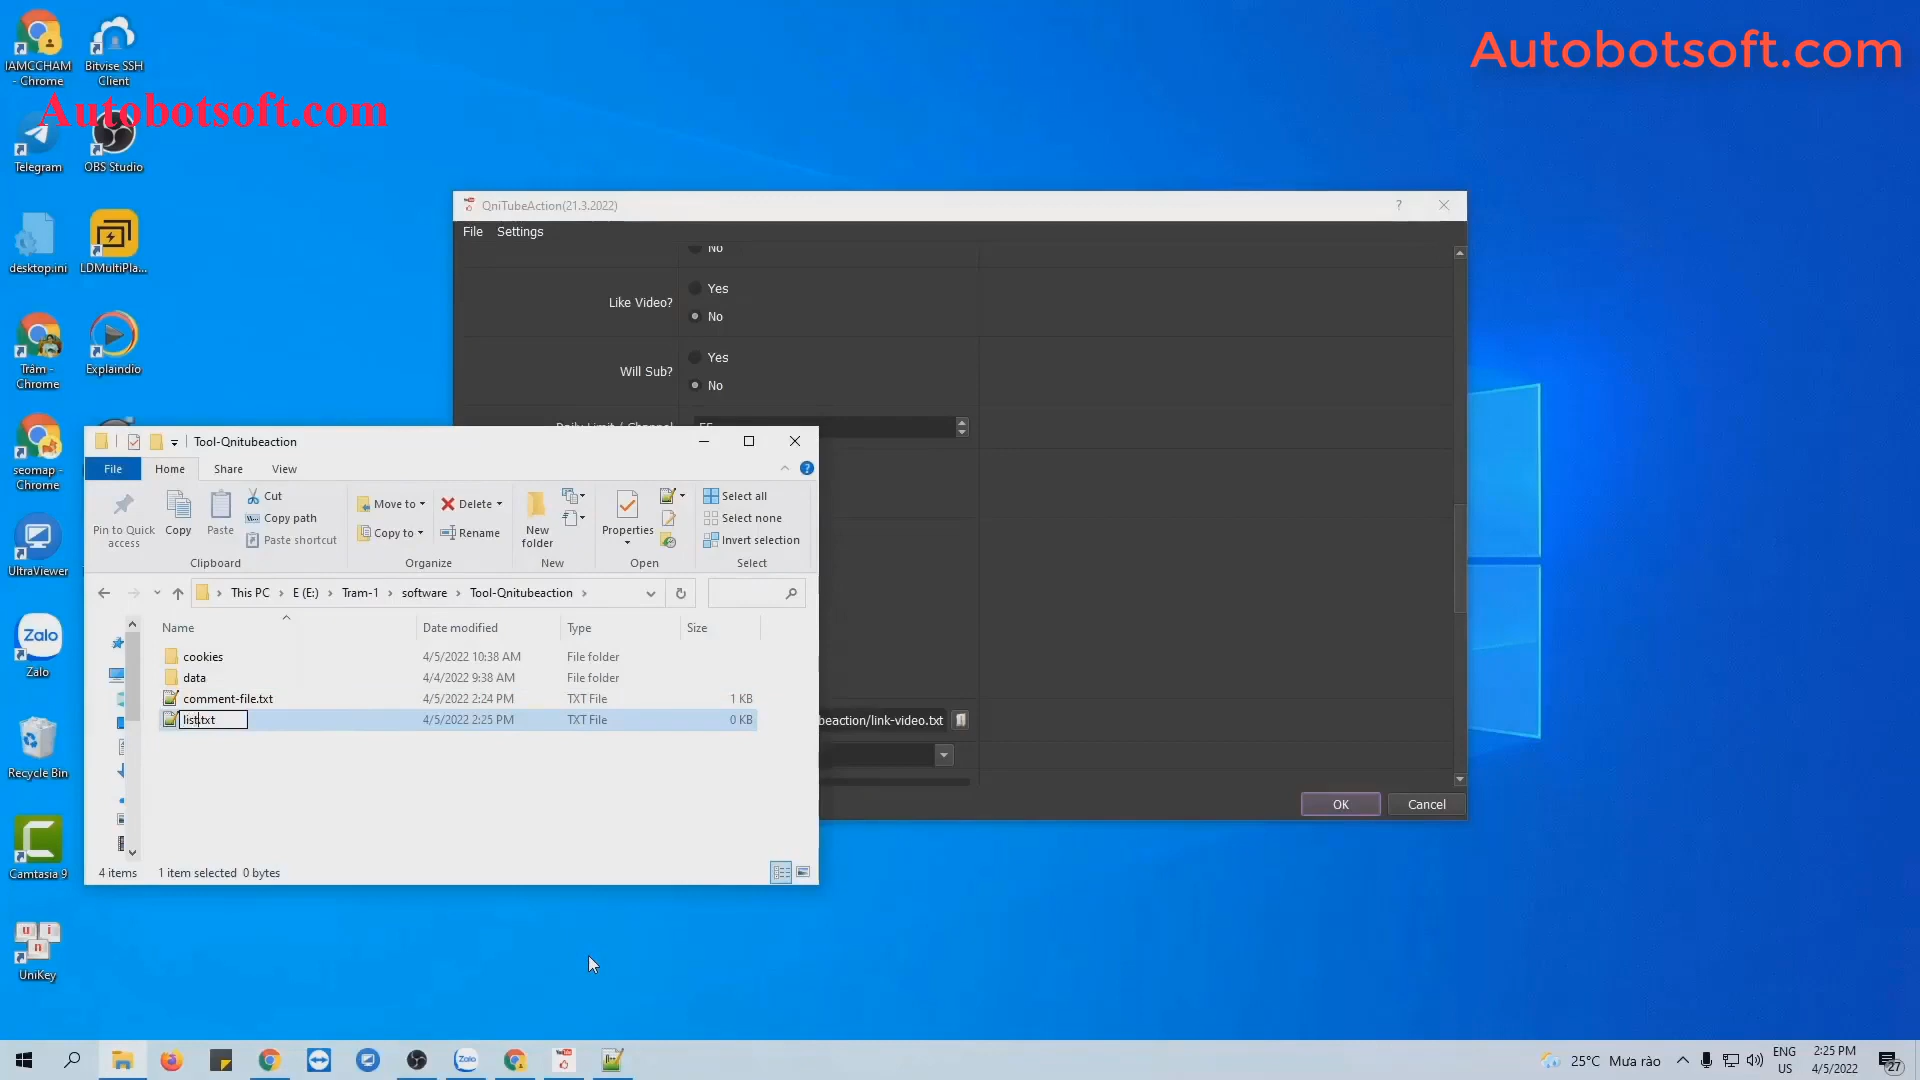 Autobotsoft.com
Autobotsoft.com
IAMCCHAM - Chrome
Bitvise SSH Client
Telegram
OBS Studio
desktop.ini
LDMultiPla...
Trâm - Chrome
Explaindio
seomap - Chrome
UltraViewer
Zalo
Zalo
Recycle Bin
Camtasia 9
UniKey
QniTubeAction(21.3.2022)
?
File Settings
No
Like Video?
Yes
No
Will Sub?
Yes
No
beaction/link-video.txt
OK
Cancel
Tool-Qnitubeaction
File Home Share View
Pin to Quick access
Copy
Paste
Cut
Copy path
Paste shortcut
Clipboard
Move to
Copy to
Delete
Rename
Organize
New folder
New
Properties
Open
Select all
Select none
Invert selection
Select
This PC > E (E:) > Tram-1 > software > Tool-Qnitubeaction >
Name Date modified Type Size
cookies 4/5/2022 10:38 AM File folder
data 4/4/2022 9:38 AM File folder
comment-file.txt 4/5/2022 2:24 PM TXT File 1 KB
list.txt 4/5/2022 2:25 PM TXT File 0 KB
4 items 1 item selected 0 bytes
Zalo
25°C Mưa rào
ENG
US
2:25 PM
4/5/2022
27